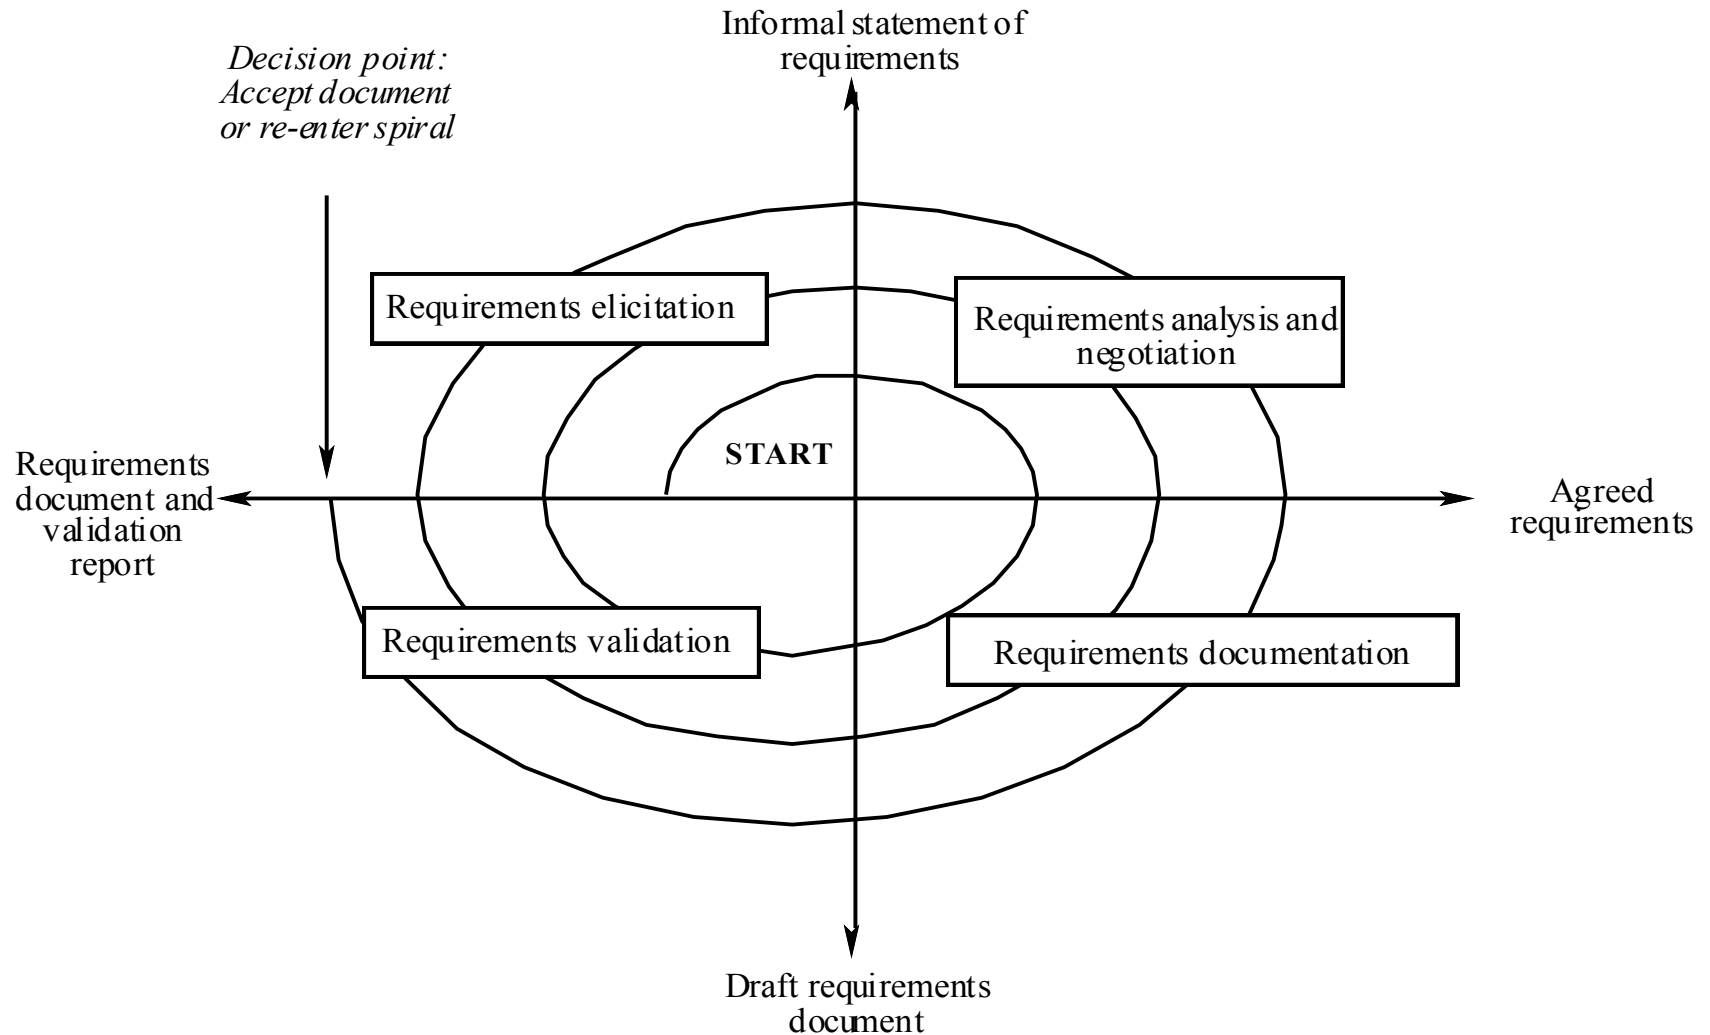 Informal statement of
requirements
Decision point:
Accept document
or re-enter spiral
Requirements elicitation
Requirements analysis and
negotiation
START
Requirements
document and
validation
report
Agreed
requirements
Requirements validation
Requirements documentation
Draft requirements
document